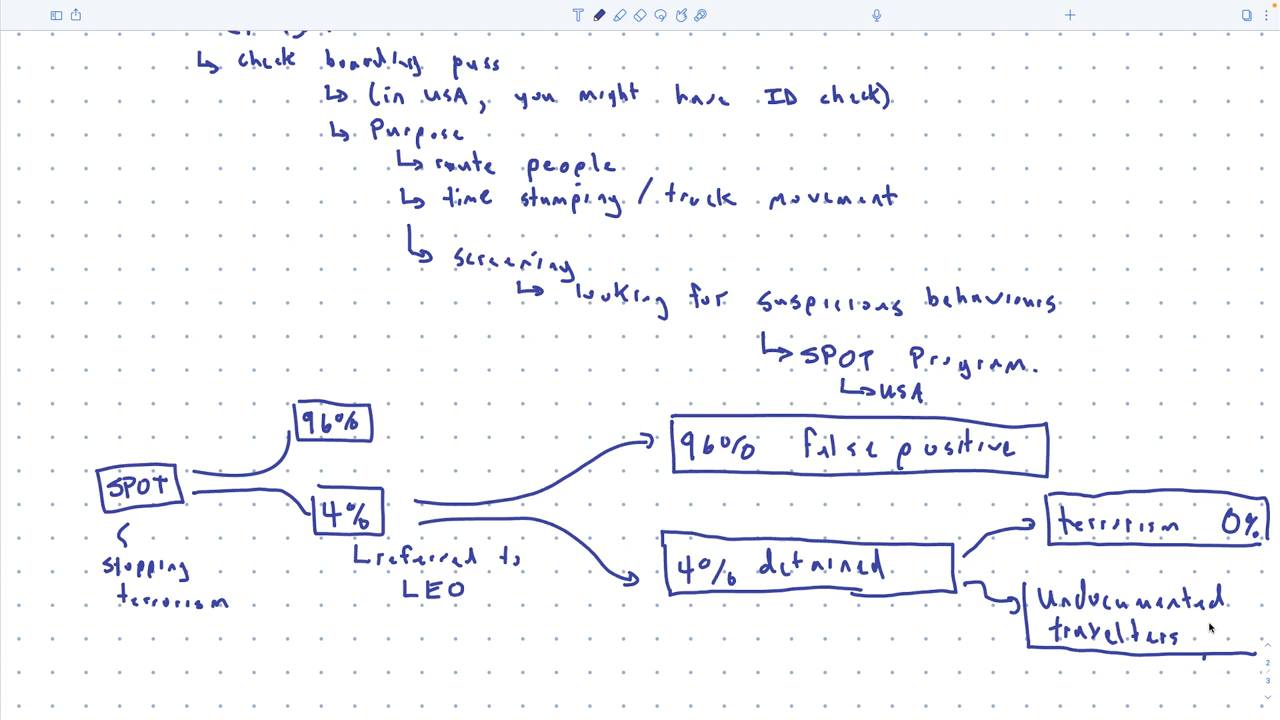 ↳ check boarding pass
↳ (in USA, you might have ID check)
↳ Purpose
↳ route people
↳ time stamping / track movement
↳ screening
↳ looking for suspicious behaviours
↳ SPOT Program.
↳ USA
96%
96% false positive
SPOT
4%
terrorism 0%
↳ referred to
LEO
4% detained
stopping
terrorism
Undocumented
travellers
2
3